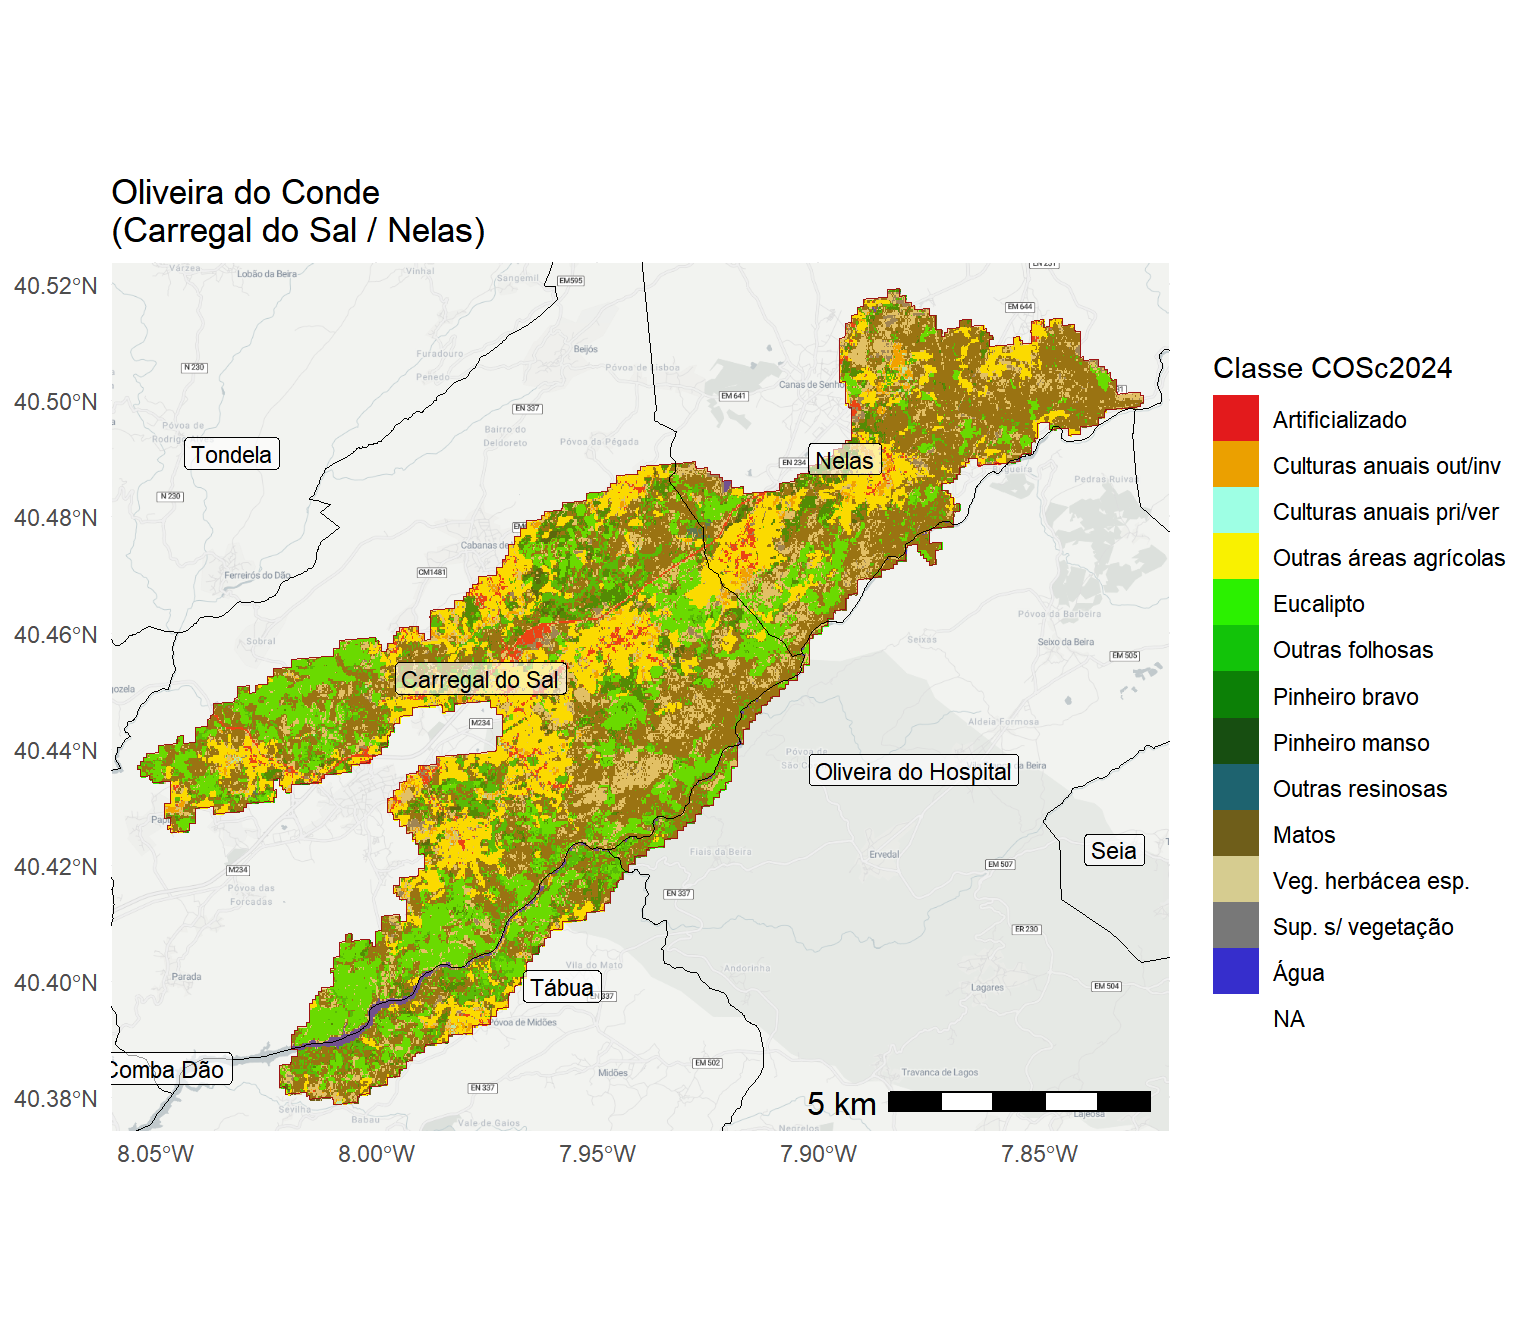 Oliveira do Conde
(Carregal do Sal / Nelas)
40.52°N
40.50°N
40.48°N
40.46°N
40.44°N
40.42°N
40.40°N
40.38°N
8.05°W
8.00°W
7.95°W
7.90°W
7.85°W
Várzea
Lobão da Beira
Vinhal
Sangemil
EM595
EN 231
EM 644
N 230
Furadouro
Penedo
Beijós
Póvoa de Lisboa
Canas de Senho
EM 641
EN 337
Póvoa de
Rodrig
Bairro do
Deldoreto
Póvoa da Pégada
Tondela
Nelas
EN 234
N 230
Pedras Ruivas
Cabanas de
CM1481
Ferreirós do Dão
Póvoa da Barbeira
Sobral
Seixas
Seixo da Beira
EM 505
Carregal do Sal
M234
Aldeia Formosa
Póvoa de
Oliveira do Hospital
Seia
Fiais da Beira
Ervedal
EM 507
M234
Póvoa das
Forcadas
EN 337
ER 230
Parada
Vila do Mato
Andorinha
Tábua
Lagares
EM 504
Póvoa de Midões
Comba Dão
EM 502
Midões
Travanca de Lagos
EN 337
Sevilha
Babau
Vale de Gaios
Negrelos
Lajeosa
5 km
Classe COSc2024
Artificializado
Culturas anuais out/inv
Culturas anuais pri/ver
Outras áreas agrícolas
Eucalipto
Outras folhosas
Pinheiro bravo
Pinheiro manso
Outras resinosas
Matos
Veg. herbácea esp.
Sup. s/ vegetação
Água
NA